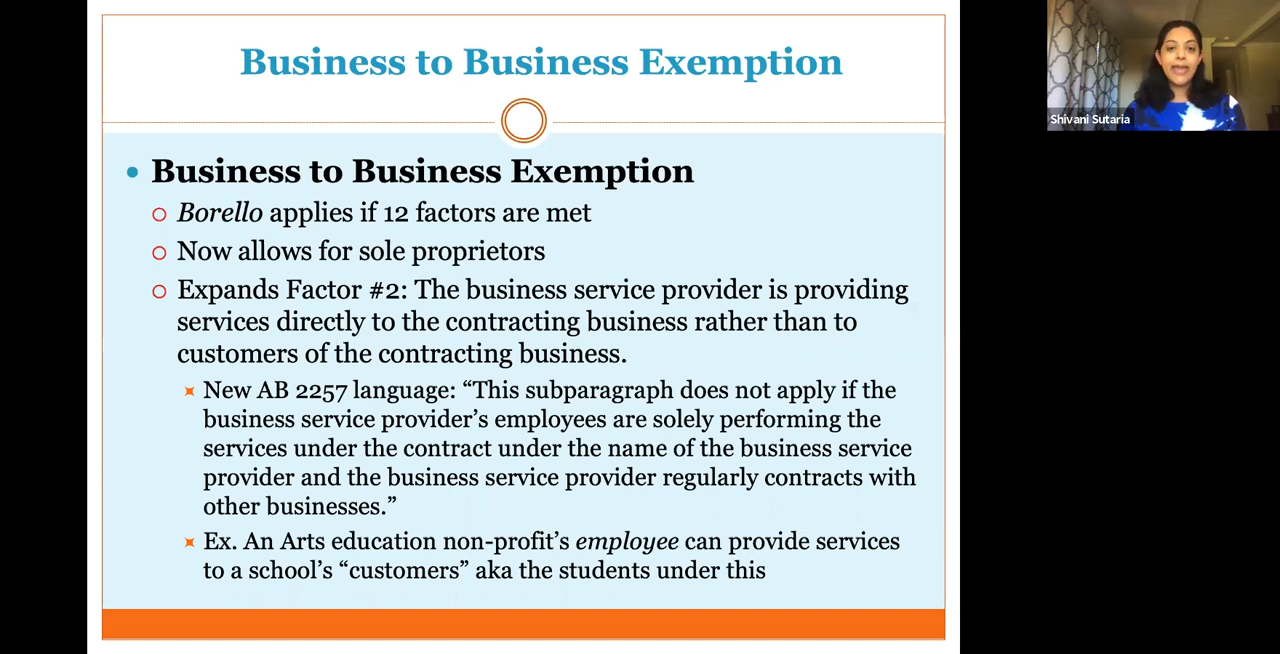 Business to Business Exemption
Shivani Sutaria
Business to Business Exemption
Borello applies if 12 factors are met
Now allows for sole proprietors
Expands Factor #2: The business service provider is providing
services directly to the contracting business rather than to
customers of the contracting business.
New AB 2257 language: “This subparagraph does not apply if the
business service provider’s employees are solely performing the
services under the contract under the name of the business service
provider and the business service provider regularly contracts with
other businesses.”
Ex. An Arts education non-profit’s employee can provide services
to a school’s “customers” aka the students under this